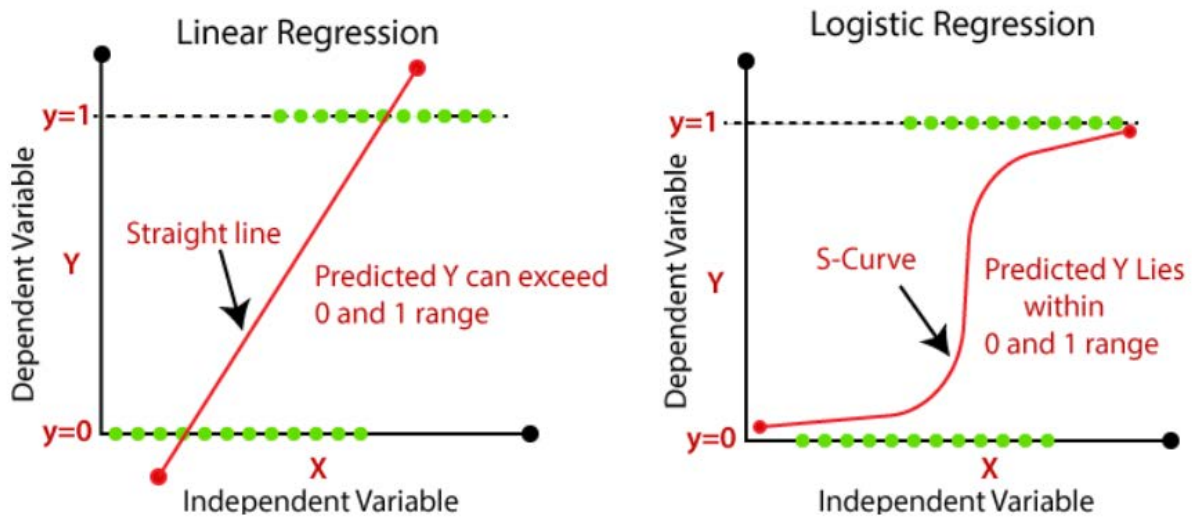 Linear Regression
y=1
Dependent Variable
Y
Straight line
Predicted Y can exceed
0 and 1 range
y=0
X
Independent Variable
Logistic Regression
y=1
Dependent Variable
Y
S-Curve
Predicted Y Lies
within
0 and 1 range
y=0
X
Independent Variable